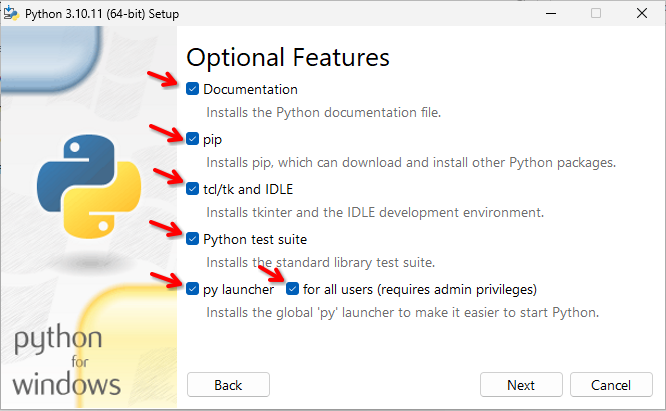 Python 3.10.11 (64-bit) Setup
Optional Features
Documentation
Installs the Python documentation file.
pip
Installs pip, which can download and install other Python packages.
tcl/tk and IDLE
Installs tkinter and the IDLE development environment.
Python test suite
Installs the standard library test suite.
py launcher for all users (requires admin privileges)
Installs the global 'py' launcher to make it easier to start Python.
python
for
windows
Back Next Cancel